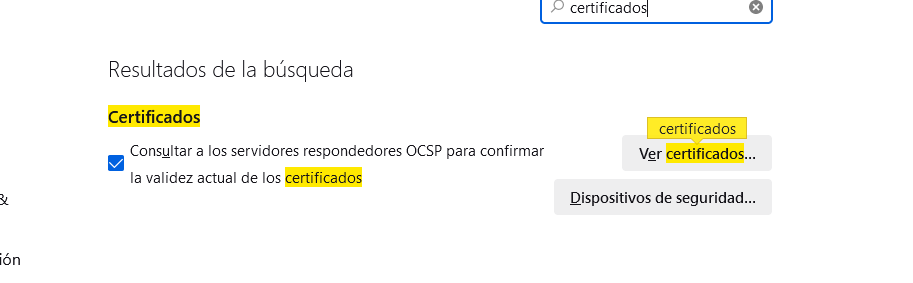 certificados
Resultados de la búsqueda
Certificados
certificados
Consultar a los servidores respondedores OCSP para confirmar
la validez actual de los certificados
Ver certificados...
Dispositivos de seguridad...
&
ión